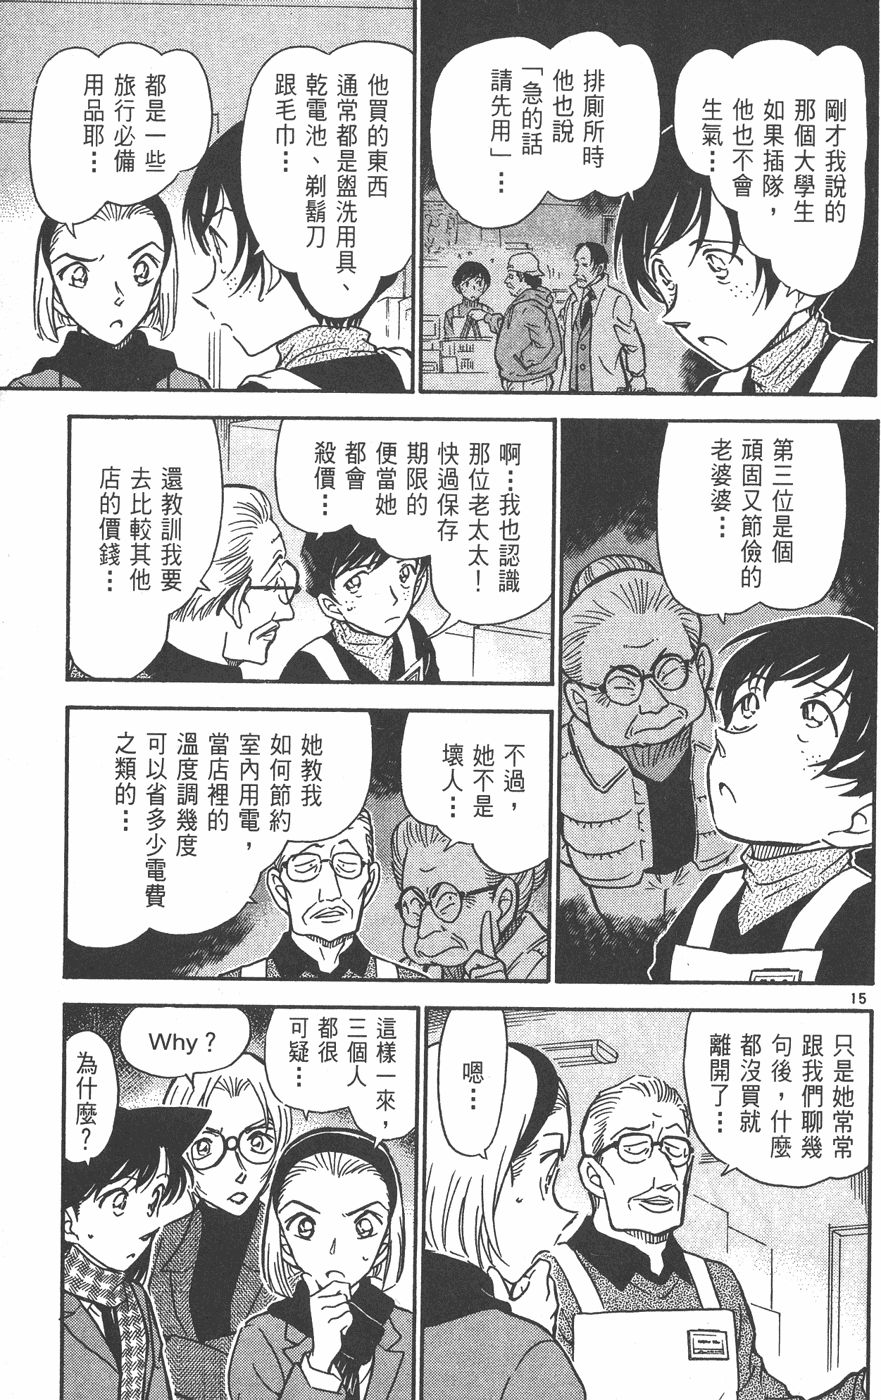 剛才我說的
那個大學生
如果插隊，
他也不會
生氣…
排廁所時
他也說
「急的話
請先用」…
他買的東西
通常都是盥洗用具、
乾電池、剃鬍刀
跟毛巾…
都是一些
旅行必備
用品耶…
第三位是個
頑固又節儉的
老婆婆…
啊…我也認識
那位老太太！
快過保存
期限的
便當她
都會
殺價…
還教訓我要
去比較其他
店的價錢…
不過，
她不是
壞人…
她教我
如何節約
室內用電，
當店裡的
溫度調幾度
可以省多少電費
之類的…
15
只是她常常
跟我們聊幾
句後，什麼
都沒買就
離開了…
嗯…
這樣一來，
三個人
都很
可疑…
Why？
為什麼？